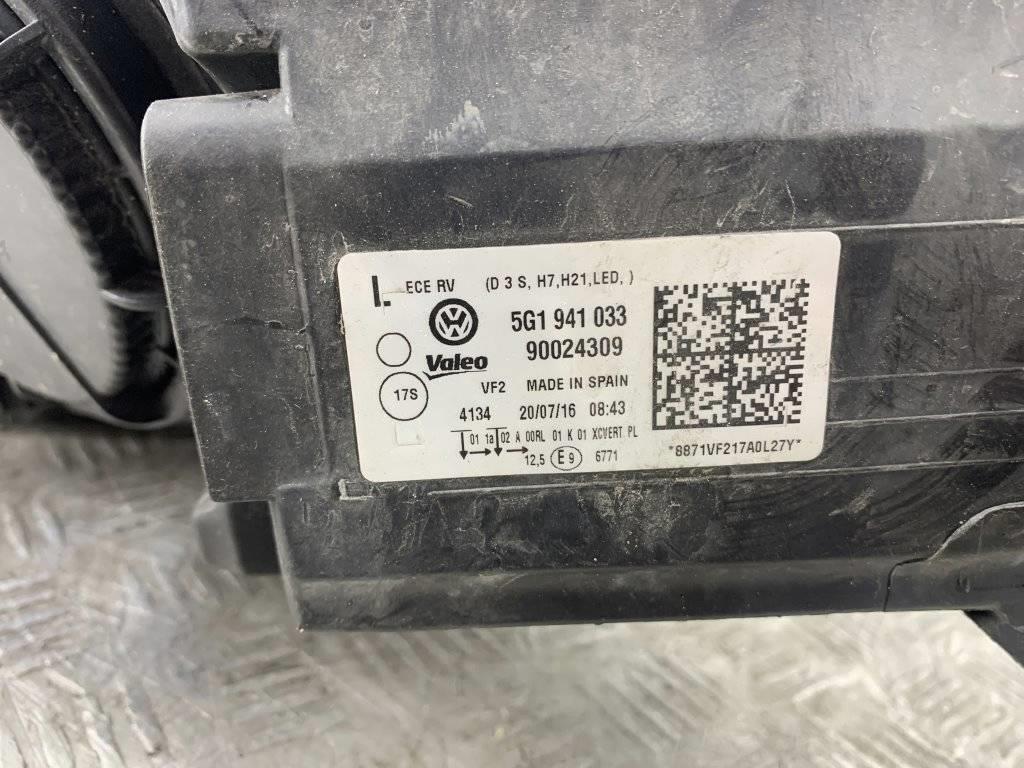 L ECE RV (D 3 S, H7,H21,LED, )
5G1 941 033
Valeo 90024309
17S VF2 MADE IN SPAIN
4134 20/07/16 08:43
01 1a 02 A 00RL 01 K 01 XCVERT PL
12,5 E9 6771
*8871VF217A0L27Y*